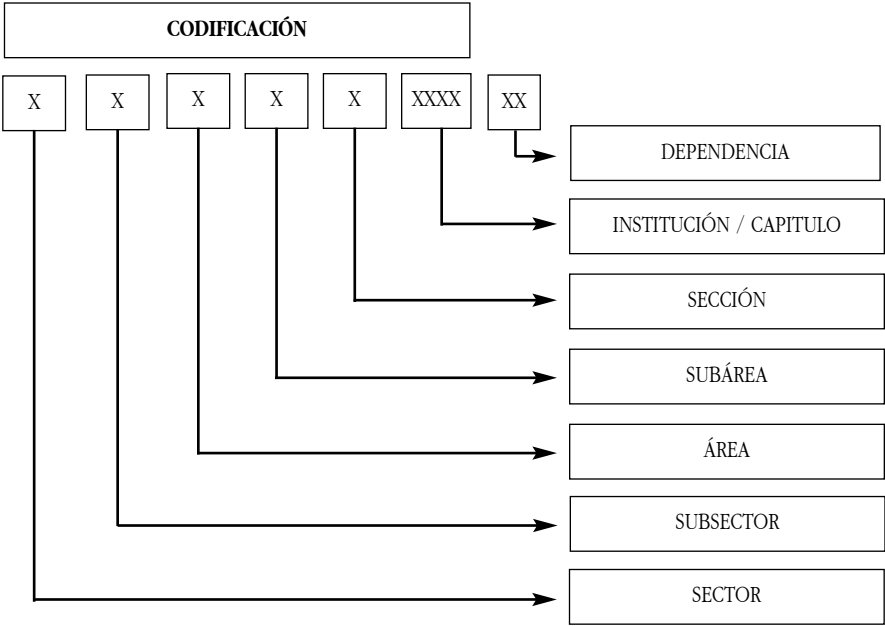 CODIFICACIÓN
X X X X X XXXX XX
DEPENDENCIA
INSTITUCIÓN / CAPITULO
SECCIÓN
SUBÁREA
ÁREA
SUBSECTOR
SECTOR